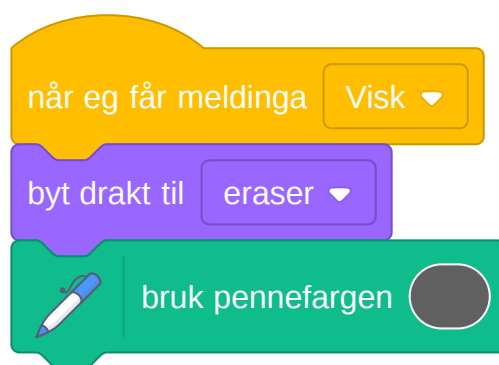 når eg får meldinga Visk
byt drakt til eraser
bruk pennefargen